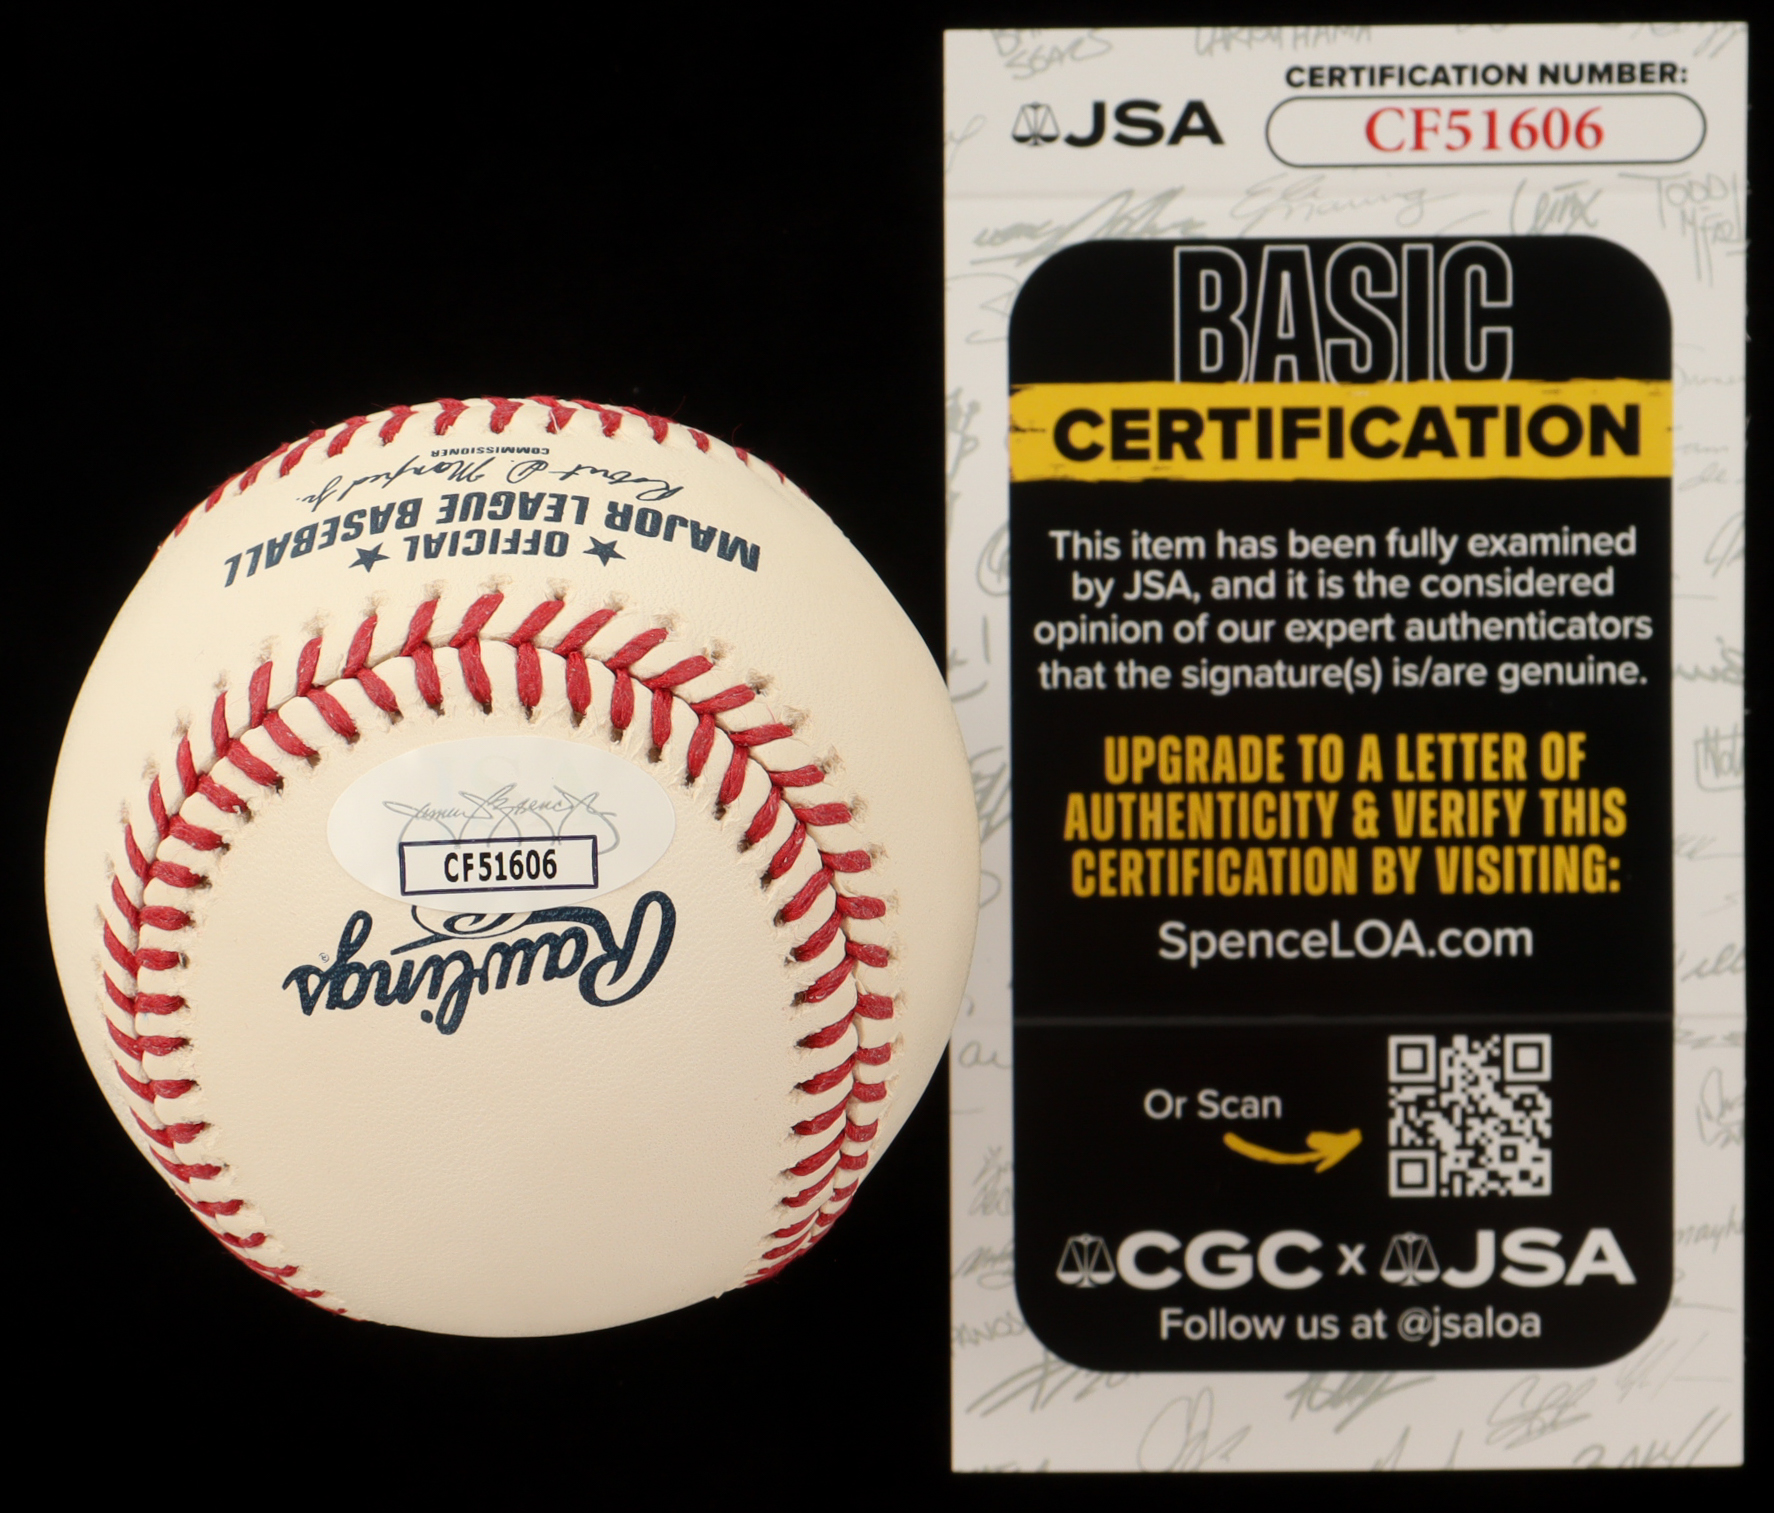 COMMISSIONER
Robert D. Manfred Jr.
MAJOR LEAGUE BASEBALL
OFFICIAL
CF51606
Rawlings
®
JSA
CERTIFICATION NUMBER:
CF51606
BASIC
CERTIFICATION
This item has been fully examined
by JSA, and it is the considered
opinion of our expert authenticators
that the signature(s) is/are genuine.
UPGRADE TO A LETTER OF
AUTHENTICITY & VERIFY THIS
CERTIFICATION BY VISITING:
SpenceLOA.com
Or Scan
CGC x JSA
Follow us at @jsaloa